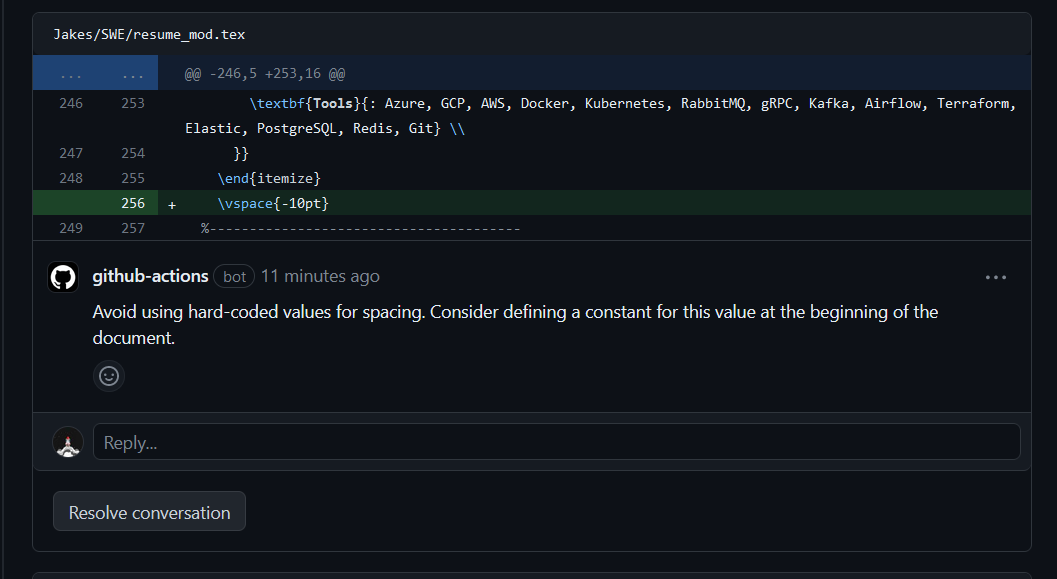 Jakes/SWE/resume_mod.tex
... ... @@ -246,5 +253,16 @@
246 253 \textbf{Tools}{: Azure, GCP, AWS, Docker, Kubernetes, RabbitMQ, gRPC, Kafka, Airflow, Terraform,
Elastic, PostgreSQL, Redis, Git} \\
247 254 }}
248 255 \end{itemize}
256 + \vspace{-10pt}
249 257 %---------------------------------------
github-actions bot 11 minutes ago ...
Avoid using hard-coded values for spacing. Consider defining a constant for this value at the beginning of the
document.
Reply...
Resolve conversation